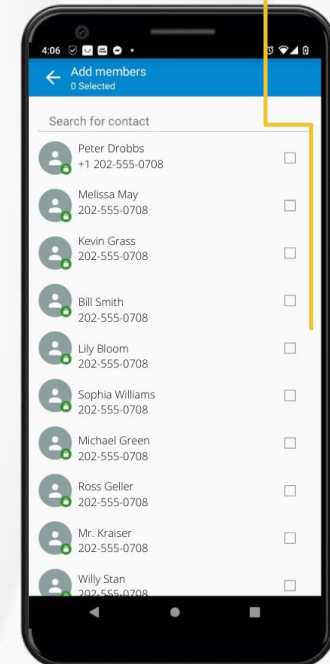 4:06
Add members
0 Selected
Search for contact
Peter Drobbs
+1 202-555-0708
Melissa May
202-555-0708
Kevin Grass
202-555-0708
Bill Smith
202-555-0708
Lily Bloom
202-555-0708
Sophia Williams
202-555-0708
Michael Green
202-555-0708
Ross Geller
202-555-0708
Mr. Kraiser
202-555-0708
Willy Stan
202-555-0708